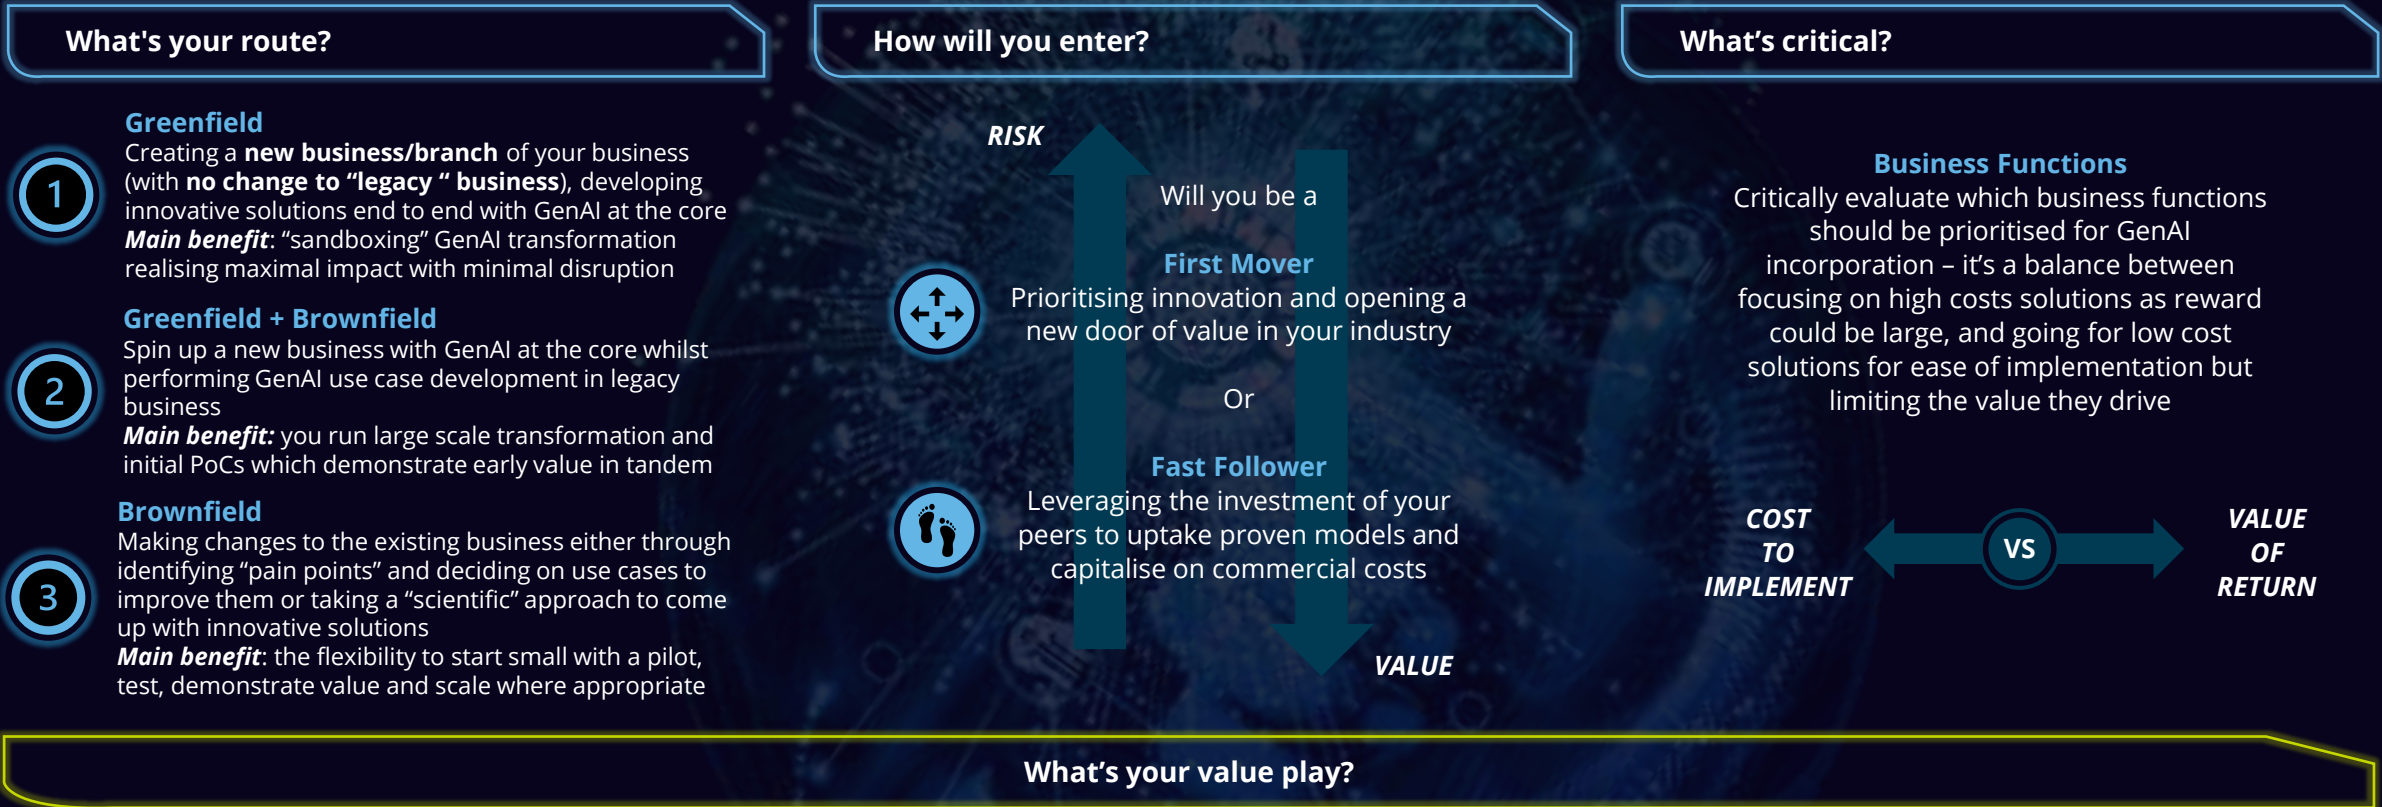 What's your route?
1
Greenfield
Creating a new business/branch of your business
(with no change to “legacy “ business), developing
innovative solutions end to end with GenAI at the core
Main benefit: “sandboxing” GenAI transformation
realising maximal impact with minimal disruption
2
Greenfield + Brownfield
Spin up a new business with GenAI at the core whilst
performing GenAI use case development in legacy
business
Main benefit: you run large scale transformation and
initial PoCs which demonstrate early value in tandem
3
Brownfield
Making changes to the existing business either through
identifying “pain points” and deciding on use cases to
improve them or taking a “scientific” approach to come
up with innovative solutions
Main benefit: the flexibility to start small with a pilot,
test, demonstrate value and scale where appropriate
How will you enter?
RISK
Will you be a
First Mover
Prioritising innovation and opening a
new door of value in your industry
Or
Fast Follower
Leveraging the investment of your
peers to uptake proven models and
capitalise on commercial costs
VALUE
What’s critical?
Business Functions
Critically evaluate which business functions
should be prioritised for GenAI
incorporation – it’s a balance between
focusing on high costs solutions as reward
could be large, and going for low cost
solutions for ease of implementation but
limiting the value they drive
COST
TO
IMPLEMENT
VS
VALUE
OF
RETURN
What’s your value play?